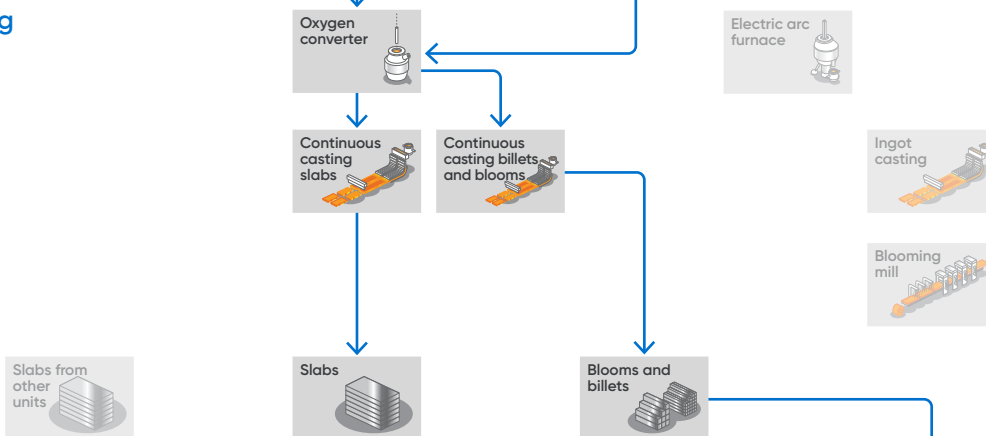 Oxygen
converter
Electric arc
furnace
Continuous
casting
slabs
Continuous
casting billets
and blooms
Ingot
casting
Blooming
mill
Slabs from
other
units
Slabs
Blooms and
billets